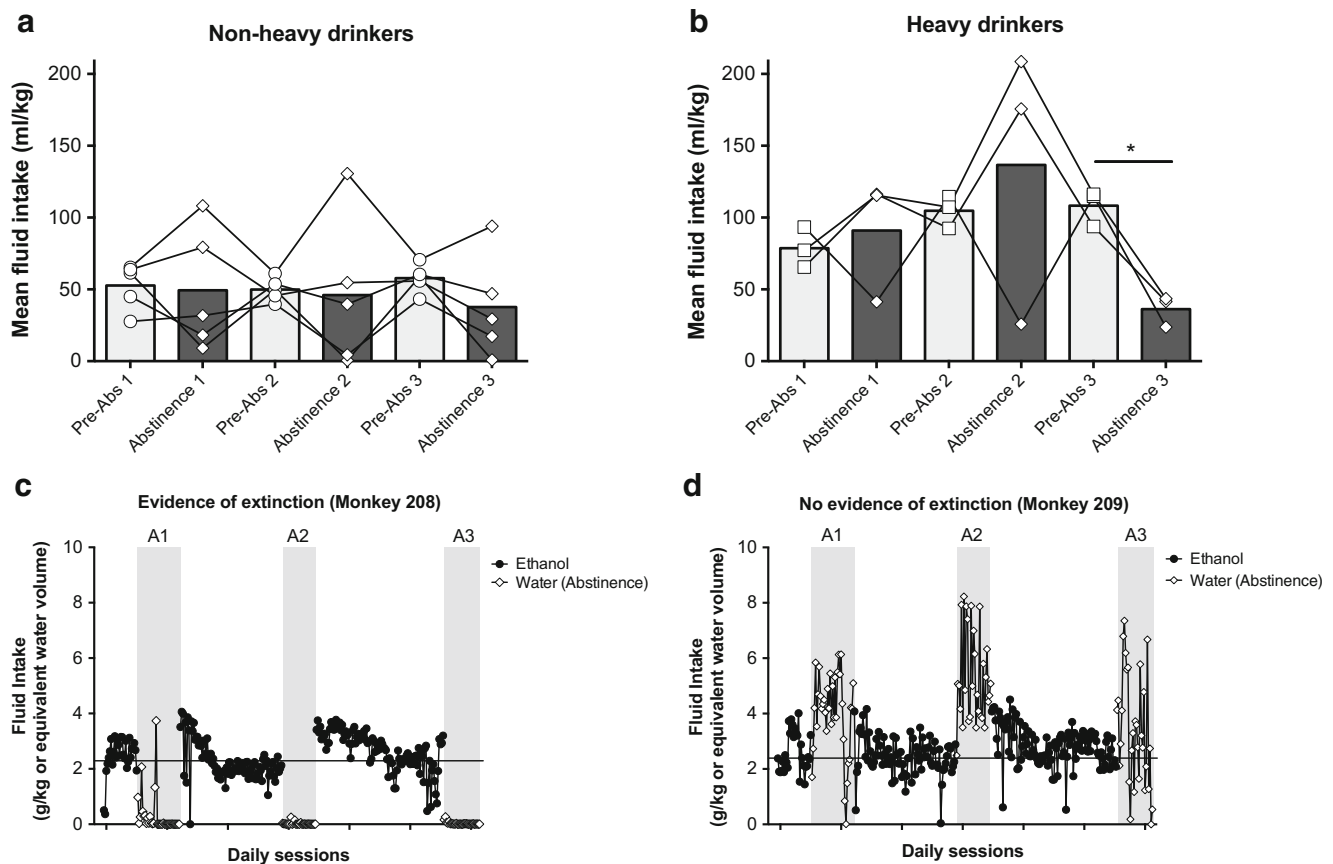 a
Non-heavy drinkers
Mean fluid intake (ml/kg)
200
150
100
50
0
Pre-Abs 1
Abstinence 1
Pre-Abs 2
Abstinence 2
Pre-Abs 3
Abstinence 3
b
Heavy drinkers
Mean fluid intake (ml/kg)
200
150
100
50
0
*
Pre-Abs 1
Abstinence 1
Pre-Abs 2
Abstinence 2
Pre-Abs 3
Abstinence 3
c
Evidence of extinction (Monkey 208)
A1
A2
A3
Fluid Intake
(g/kg or equivalent water volume)
10
8
6
4
2
0
Ethanol
Water (Abstinence)
Daily sessions
d
No evidence of extinction (Monkey 209)
A1
A2
A3
Fluid Intake
(g/kg or equivalent water volume)
10
8
6
4
2
0
Ethanol
Water (Abstinence)
Daily sessions